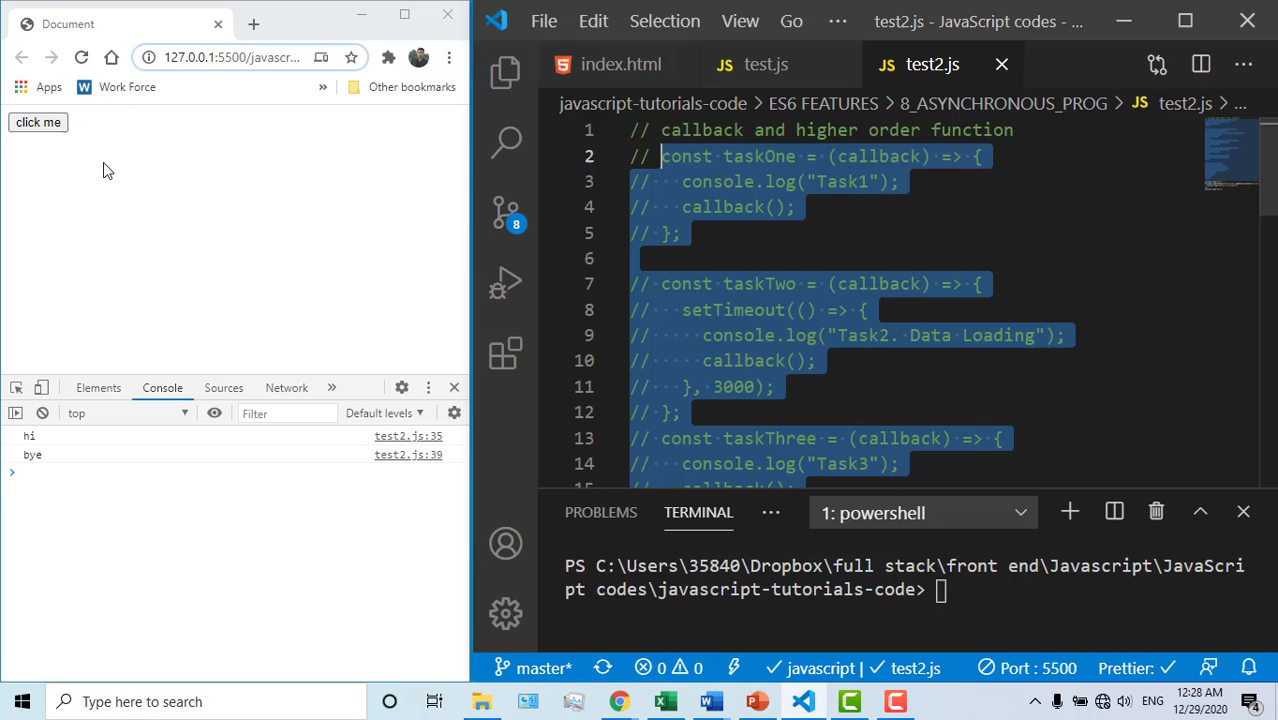 Document
127.0.0.1:5500/javascr...
Apps
Work Force
»
Other bookmarks
click me
Elements
Console
Sources
Network
»
top
Filter
Default levels
hi
test2.js:35
bye
test2.js:39
File
Edit
Selection
View
Go
···
test2.js - JavaScript codes - ...
index.html
JS test.js
JS test2.js
javascript-tutorials-code > ES6 FEATURES > 8_ASYNCHRONOUS_PROG > JS test2.js > ...
1 // callback and higher order function
2 // const taskOne = (callback) => {
3 //   console.log("Task1");
4 //   callback();
5 // };
6
7 // const taskTwo = (callback) => {
8 //   setTimeout(() => {
9 //     console.log("Task2. Data Loading");
10 //     callback();
11 //   }, 3000);
12 // };
13 // const taskThree = (callback) => {
14 //   console.log("Task3");
8
PROBLEMS
TERMINAL
···
1: powershell
PS C:\Users\35840\Dropbox\full stack\front end\Javascript\JavaScri
pt codes\javascript-tutorials-code>
master*
0
0
javascript |
test2.js
Port : 5500
Prettier:
Type here to search
ENG
12:28 AM
12/29/2020
4